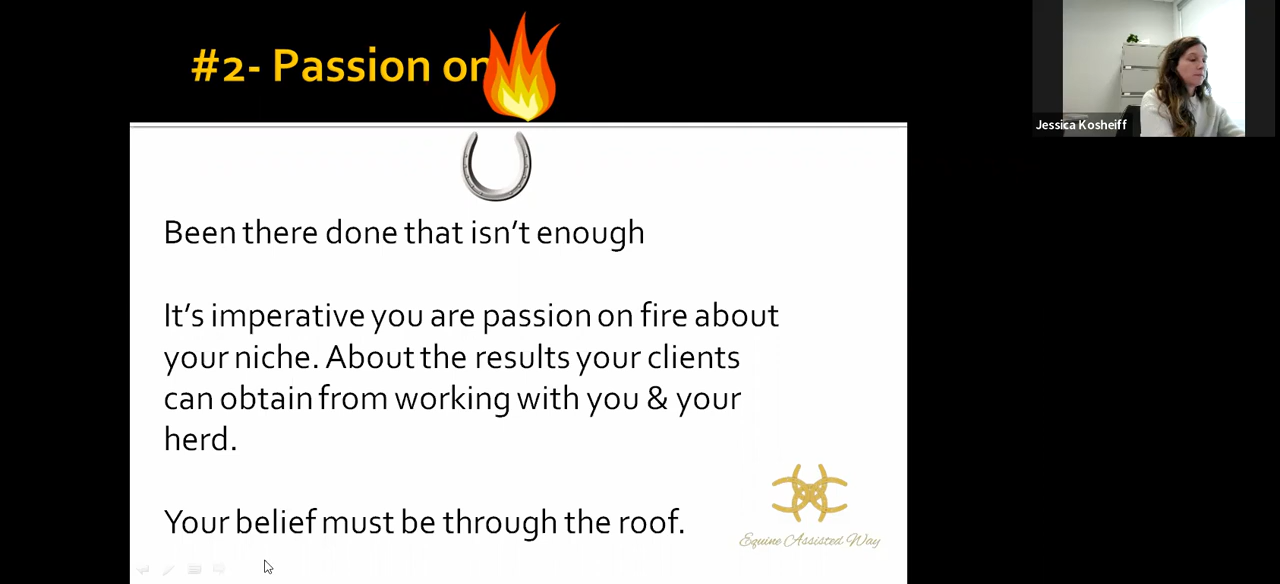 #2- Passion on
Jessica Kosheiff
Been there done that isn't enough
It's imperative you are passion on fire about
your niche. About the results your clients
can obtain from working with you & your
herd.
Your belief must be through the roof.
Equine Assisted Way